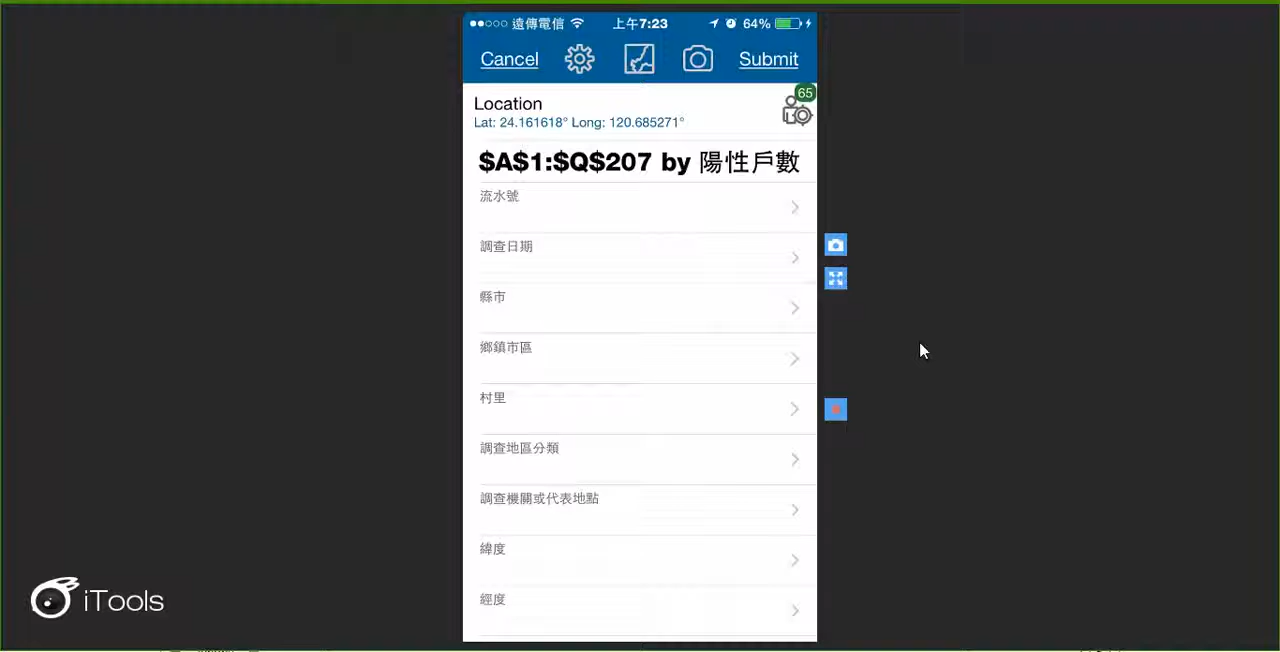 遠傳電信 上午7:23 64%
Cancel Submit
65
Location
Lat: 24.161618° Long: 120.685271°
$A$1:$Q$207 by 陽性戶數
流水號
調查日期
縣市
鄉鎮市區
村里
調查地區分類
調查機關或代表地點
緯度
經度
iTools